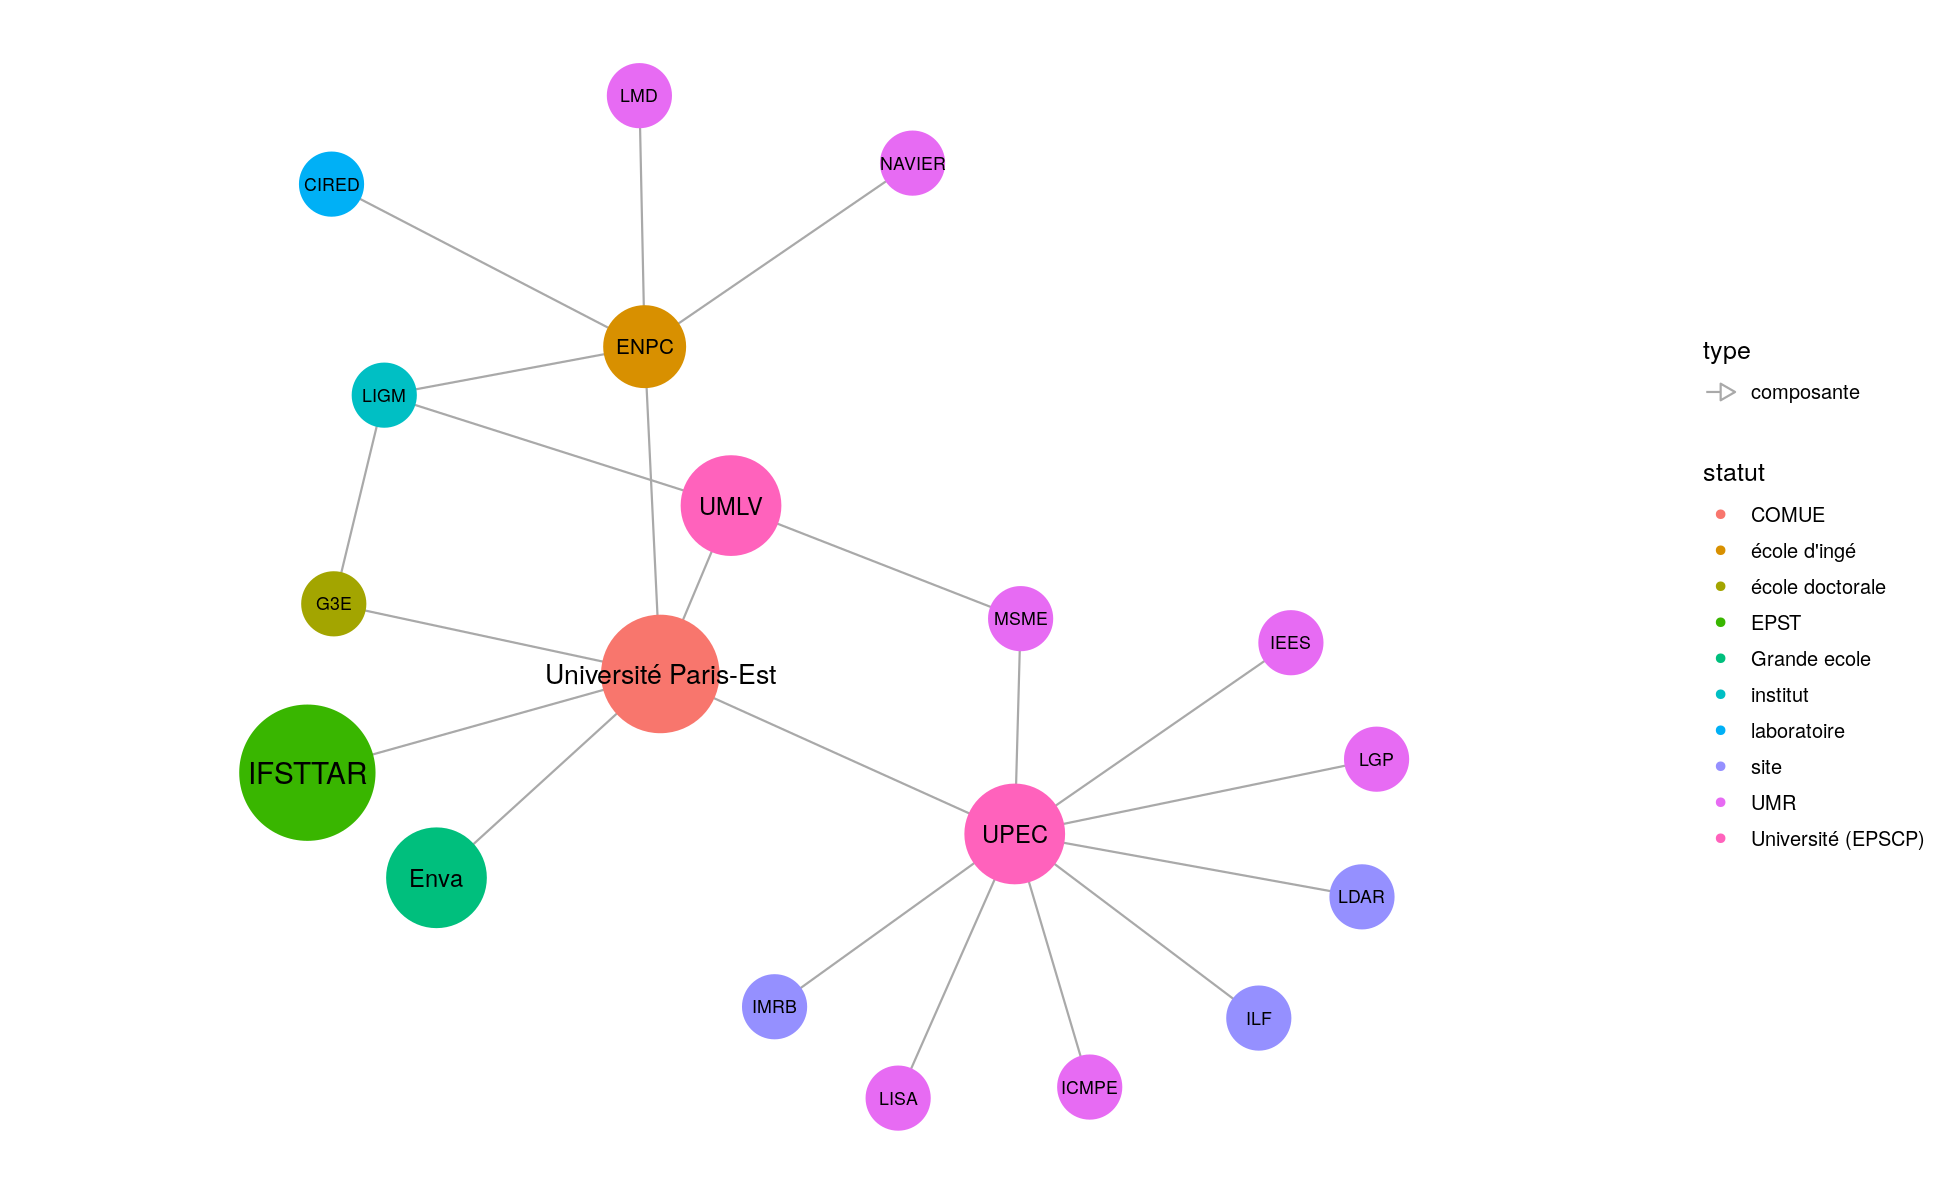 LMD
NAVIER
CIRED
ENPC
LIGM
UMLV
G3E
MSME
IEES
Université Paris-Est
LGP
IFSTTAR
UPEC
Enva
LDAR
IMRB
ILF
LISA
ICMPE
type
composante
statut
COMUE
école d'ingé
école doctorale
EPST
Grande ecole
institut
laboratoire
site
UMR
Université (EPSCP)